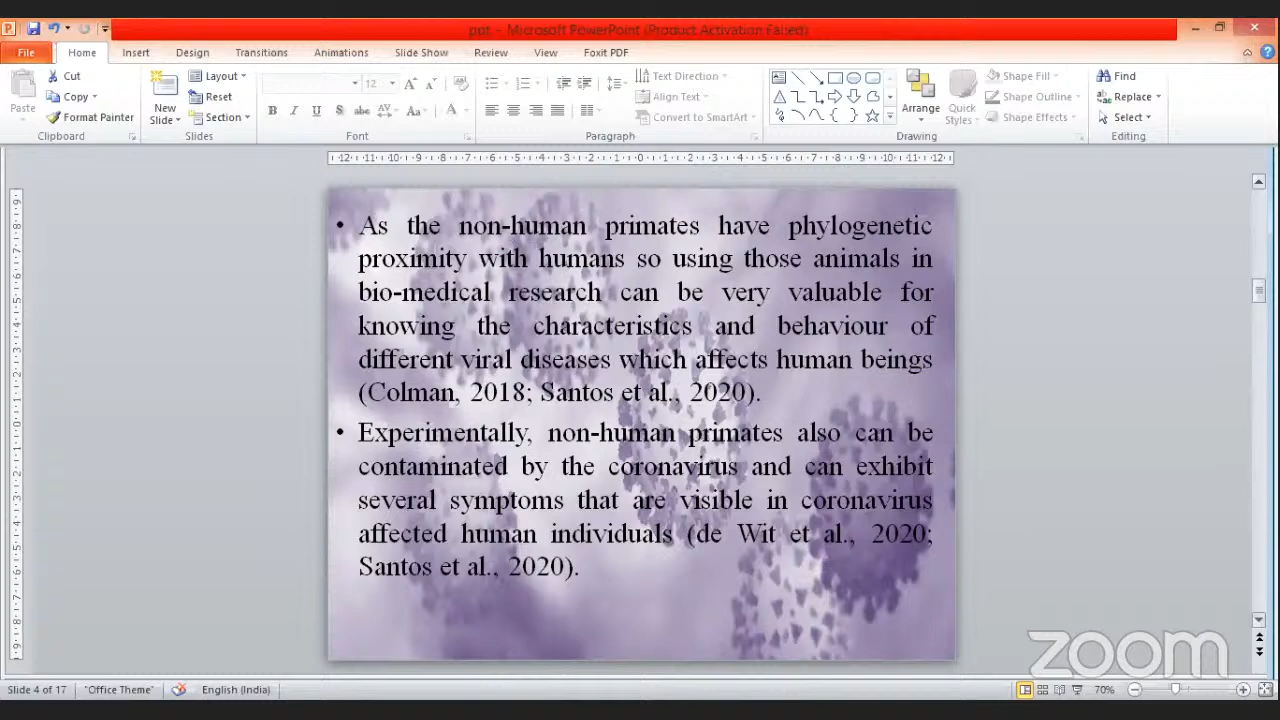 ppt - Microsoft PowerPoint (Product Activation Failed)
File Home Insert Design Transitions Animations Slide Show Review View Foxit PDF
Cut Layout 12 Text Direction Shape Fill Find
Paste Copy New Slide Reset Align Text Arrange Quick Styles Shape Outline Replace
Format Painter Section Convert to SmartArt Shape Effects Select
Clipboard Slides Font Paragraph Drawing Editing
• As the non-human primates have phylogenetic
proximity with humans so using those animals in
bio-medical research can be very valuable for
knowing the characteristics and behaviour of
different viral diseases which affects human beings
(Colman, 2018; Santos et al., 2020).
• Experimentally, non-human primates also can be
contaminated by the coronavirus and can exhibit
several symptoms that are visible in coronavirus
affected human individuals (de Wit et al., 2020;
Santos et al., 2020).
zoom
Slide 4 of 17 "Office Theme" English (India) 70%